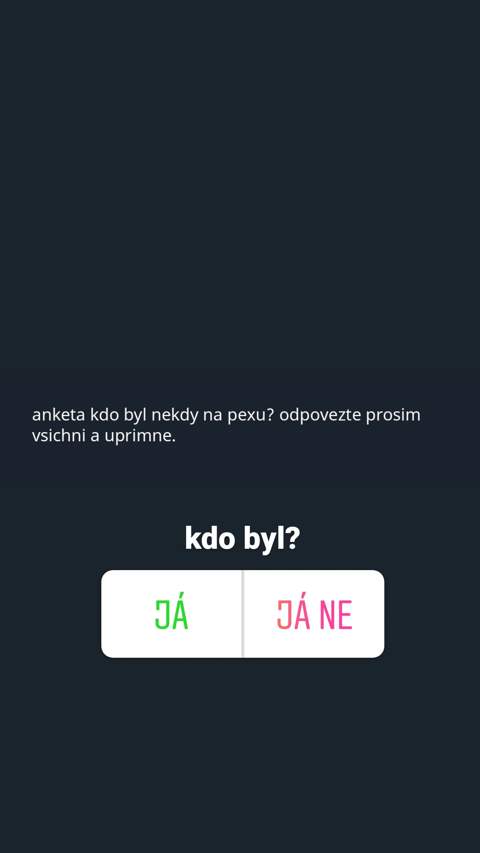 anketa kdo byl nekdy na pexu? odpovezte prosim
vsichni a uprimne.
kdo byl?
JÁ
JÁ NE